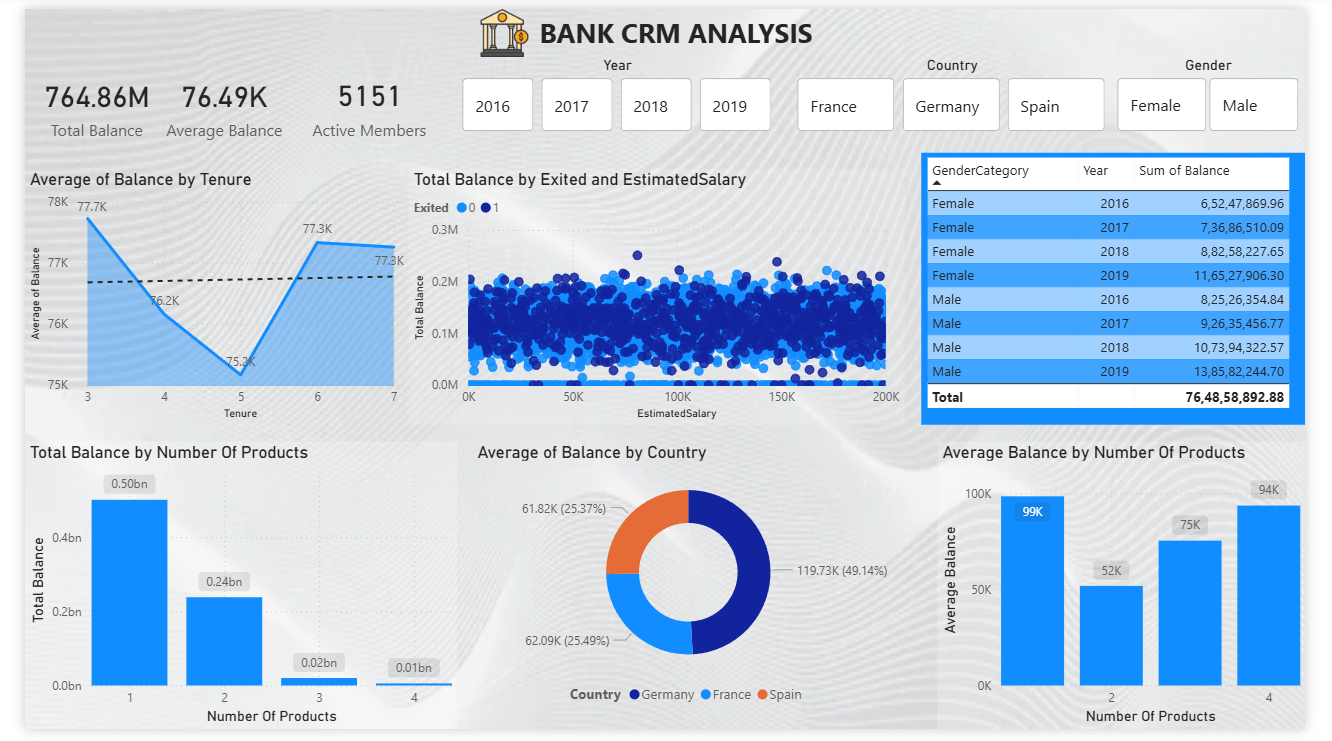 BANK CRM ANALYSIS
764.86M
Total Balance
76.49K
Average Balance
5151
Active Members
Year
2016
2017
2018
2019
Country
France
Germany
Spain
Gender
Female
Male
Average of Balance by Tenure
Average of Balance
78K
77K
76K
75K
77.7K
76.2K
75.2K
77.3K
77.3K
3
4
5
6
7
Tenure
Total Balance by Exited and EstimatedSalary
Exited 0 1
Total Balance
0.3M
0.2M
0.1M
0.0M
0K
50K
100K
150K
200K
EstimatedSalary
GenderCategory Year Sum of Balance
Female 2016 6,52,47,869.96
Female 2017 7,36,86,510.09
Female 2018 8,82,58,227.65
Female 2019 11,65,27,906.30
Male 2016 8,25,26,354.84
Male 2017 9,26,35,456.77
Male 2018 10,73,94,322.57
Male 2019 13,85,82,244.70
Total 76,48,58,892.88
Total Balance by Number Of Products
Total Balance
0.4bn
0.2bn
0.0bn
0.50bn
0.24bn
0.02bn
0.01bn
1
2
3
4
Number Of Products
Average of Balance by Country
61.82K (25.37%)
119.73K (49.14%)
62.09K (25.49%)
Country Germany France Spain
Average Balance by Number Of Products
Average Balance
100K
50K
0K
99K
52K
75K
94K
2
4
Number Of Products